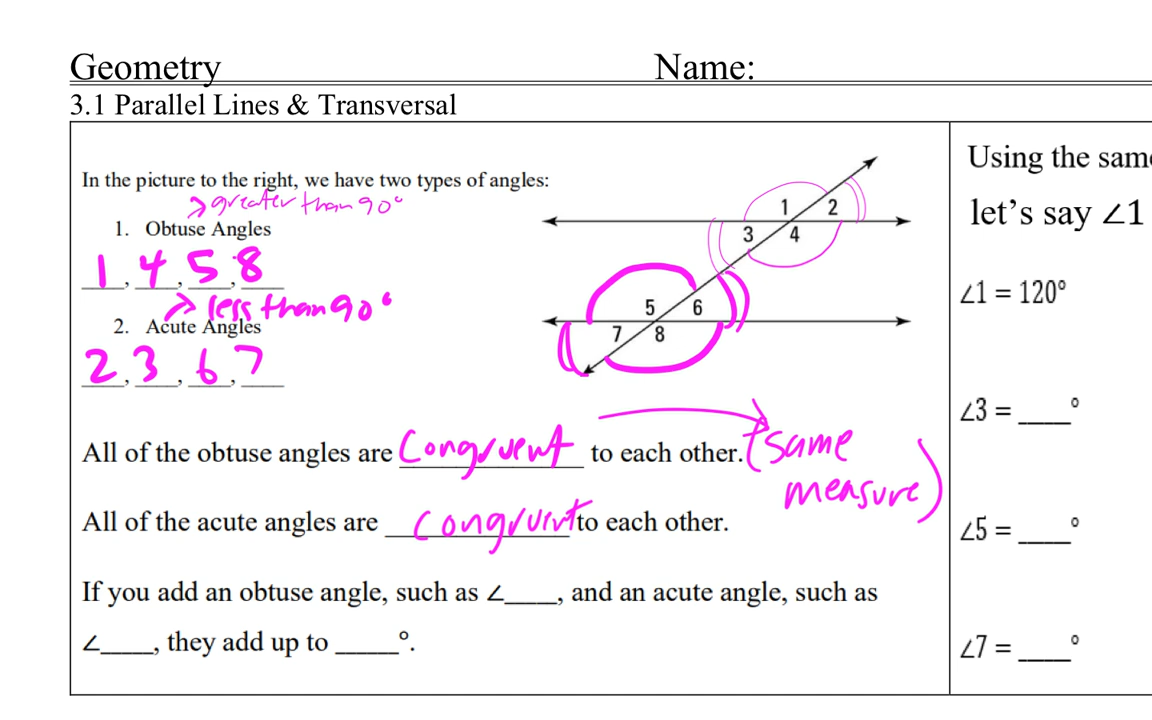 Geometry Name:
3.1 Parallel Lines & Transversal
In the picture to the right, we have two types of angles:
greater than 90°
1. Obtuse Angles
1, 4, 5, 8
less than 90°
2. Acute Angles
2, 3, 6, 7
1 2
3 4
5 6
7 8
All of the obtuse angles are congruent to each other. (same
measure)
All of the acute angles are congruent to each other.
If you add an obtuse angle, such as ∠____, and an acute angle, such as
∠____, they add up to _____°.
Using the same
let's say ∠1
∠1 = 120°
∠3 = ____°
∠5 = ____°
∠7 = ____°